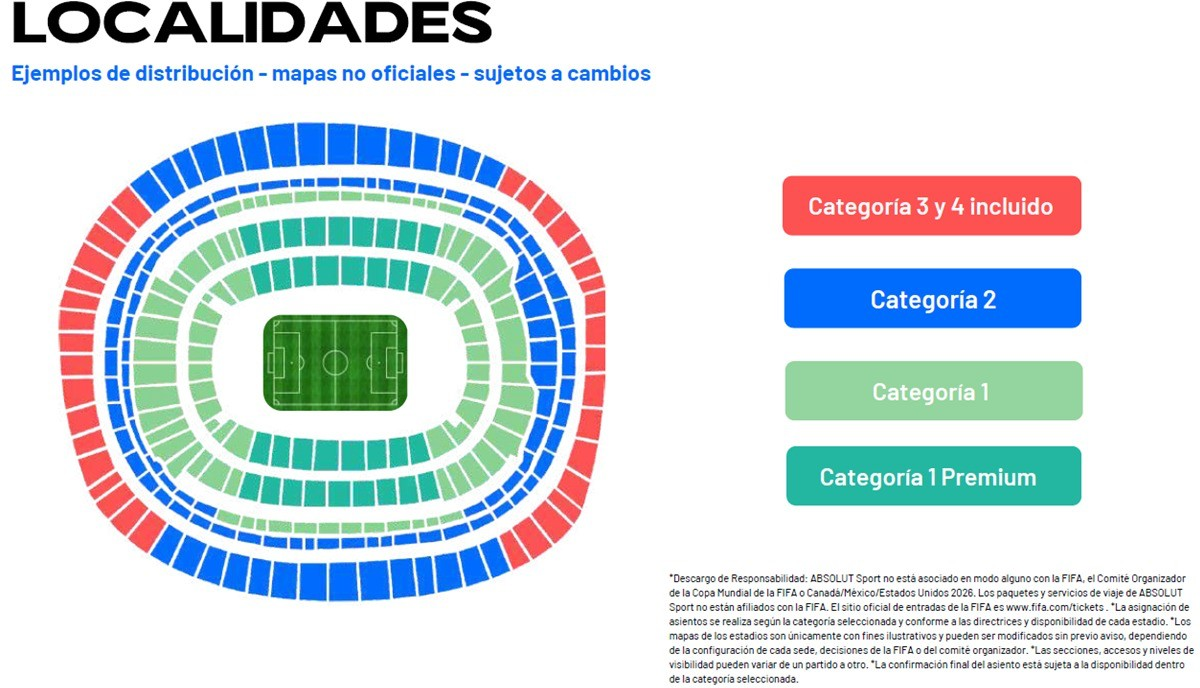 LOCALIDADES
Ejemplos de distribución - mapas no oficiales - sujetos a cambios
Categoría 3 y 4 incluido
Categoría 2
Categoría 1
Categoría 1 Premium
*Descargo de Responsabilidad: ABSOLUT Sport no está asociado en modo alguno con la FIFA, el Comité Organizador
de la Copa Mundial de la FIFA o Canadá/México/Estados Unidos 2026. Los paquetes y servicios de viaje de ABSOLUT
Sport no están afiliados con la FIFA. El sitio oficial de entradas de la FIFA es www.fifa.com/tickets . *La asignación de
asientos se realiza según la categoría seleccionada y conforme a las directrices y disponibilidad de cada estadio. *Los
mapas de los estadios son únicamente con fines ilustrativos y pueden ser modificados sin previo aviso, dependiendo
de la configuración de cada sede, decisiones de la FIFA o del comité organizador. *Las secciones, accesos y niveles de
visibilidad pueden variar de un partido a otro. *La confirmación final del asiento está sujeta a la disponibilidad dentro
de la categoría seleccionada.